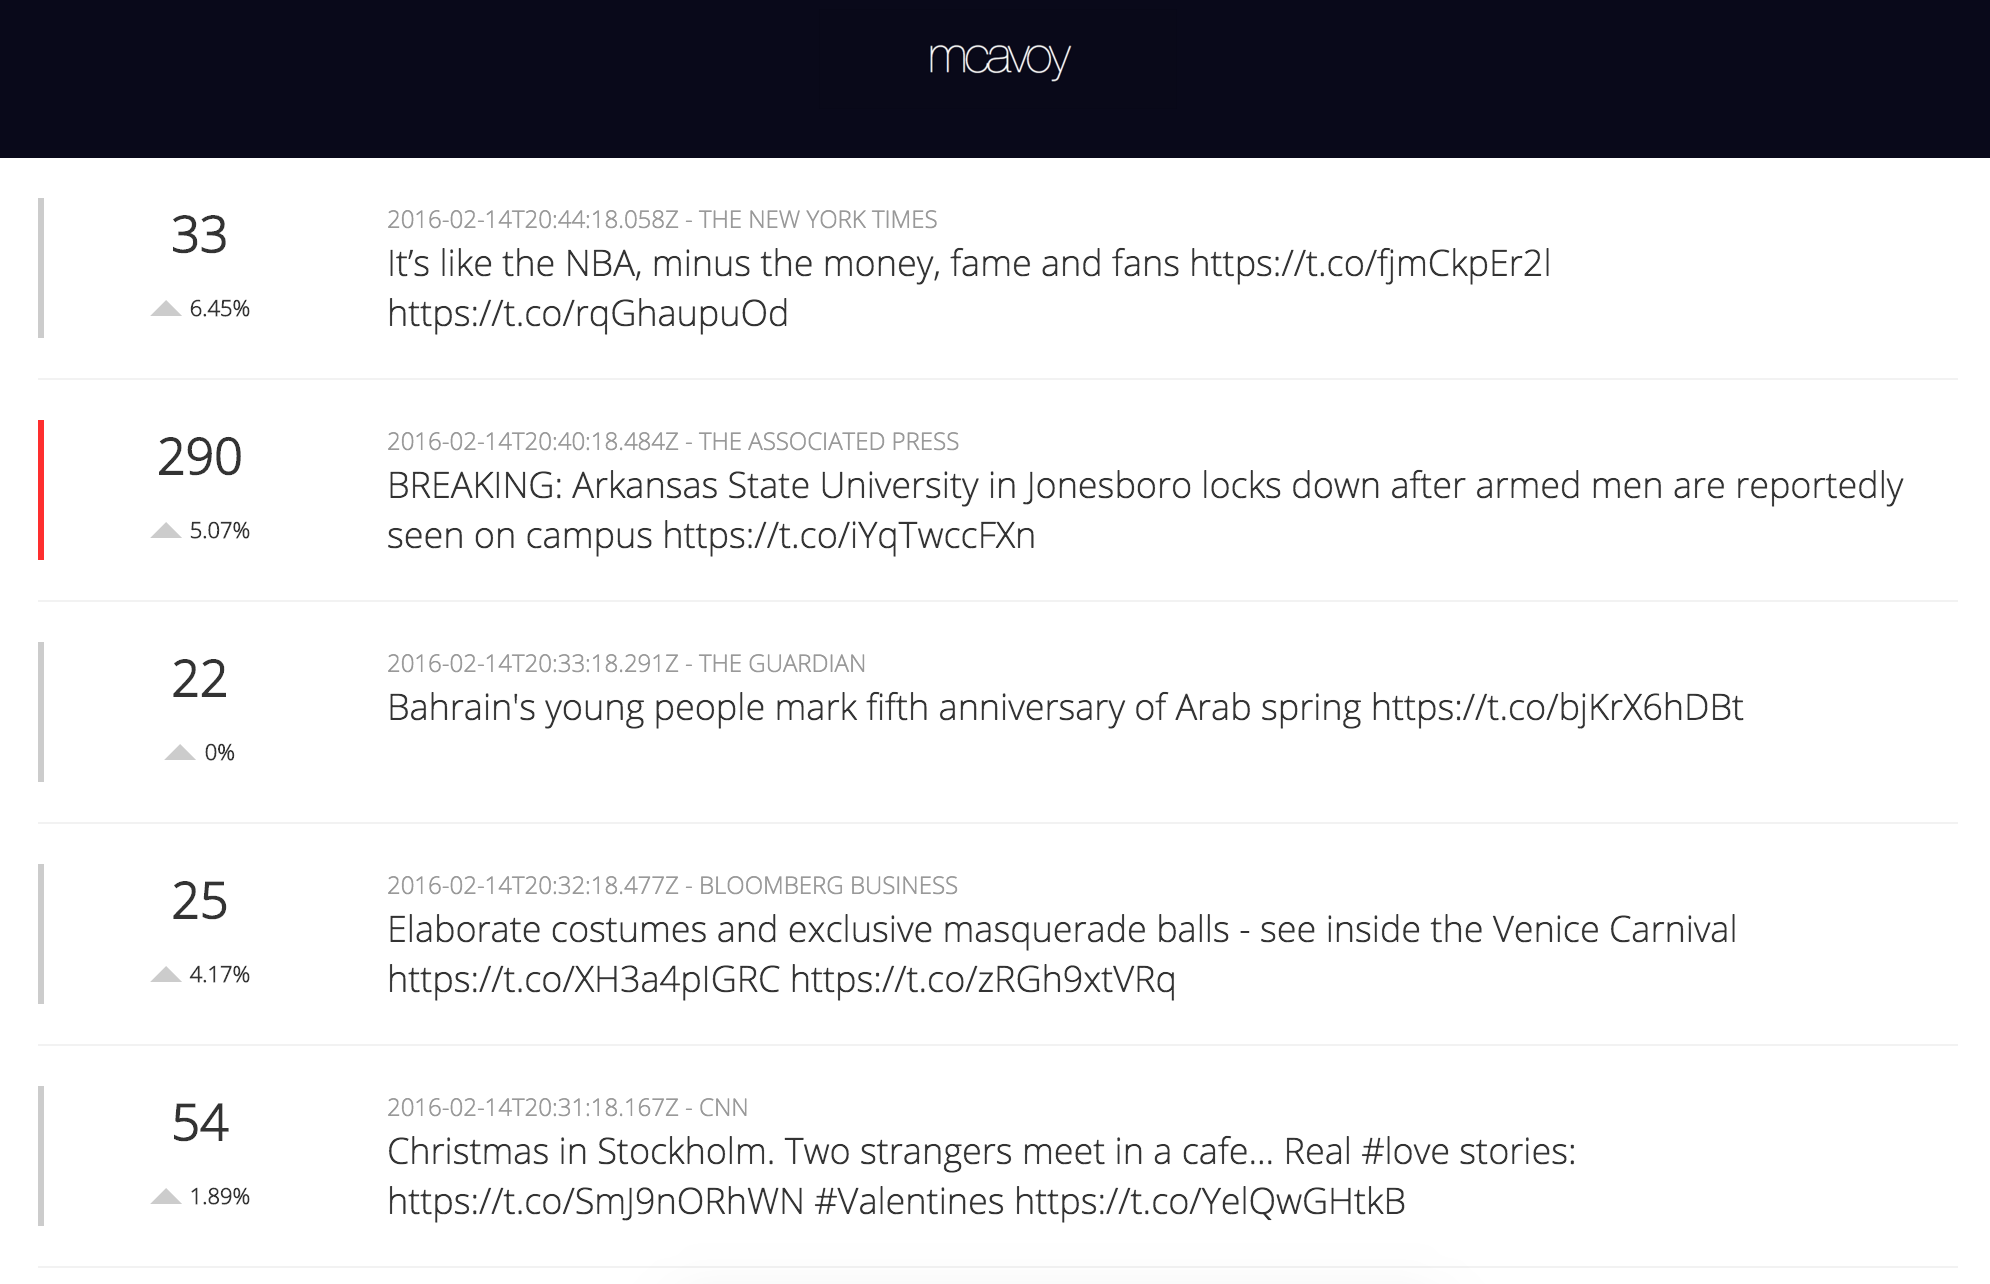 mcavoy
33
6.45%
2016-02-14T20:44:18.058Z - THE NEW YORK TIMES
It’s like the NBA, minus the money, fame and fans https://t.co/fjmCkpEr2l
https://t.co/rqGhaupuOd
290
5.07%
2016-02-14T20:40:18.484Z - THE ASSOCIATED PRESS
BREAKING: Arkansas State University in Jonesboro locks down after armed men are reportedly
seen on campus https://t.co/iYqTwccFXn
22
0%
2016-02-14T20:33:18.291Z - THE GUARDIAN
Bahrain's young people mark fifth anniversary of Arab spring https://t.co/bjKrX6hDBt
25
4.17%
2016-02-14T20:32:18.477Z - BLOOMBERG BUSINESS
Elaborate costumes and exclusive masquerade balls - see inside the Venice Carnival
https://t.co/XH3a4pIGRC https://t.co/zRGh9xtVRq
54
1.89%
2016-02-14T20:31:18.167Z - CNN
Christmas in Stockholm. Two strangers meet in a cafe... Real #love stories:
https://t.co/SmJ9nORhWN #Valentines https://t.co/YelQwGHtkB